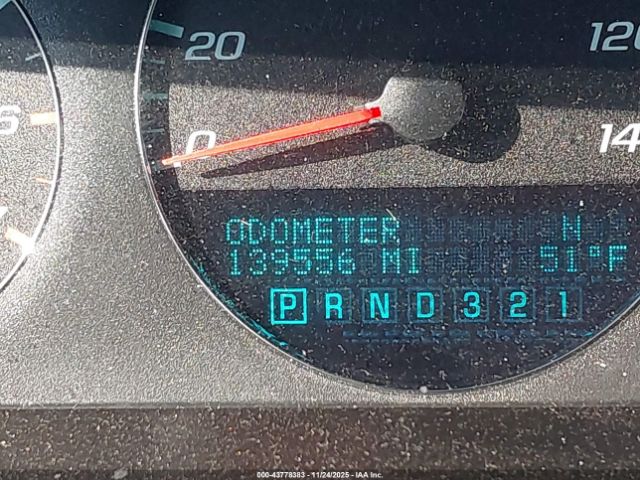 20
120
0
140
ODOMETER N
139556 MI 51°F
P R N D 3 2 1
000-43778383 - 11/24/2025 - IAA Inc.